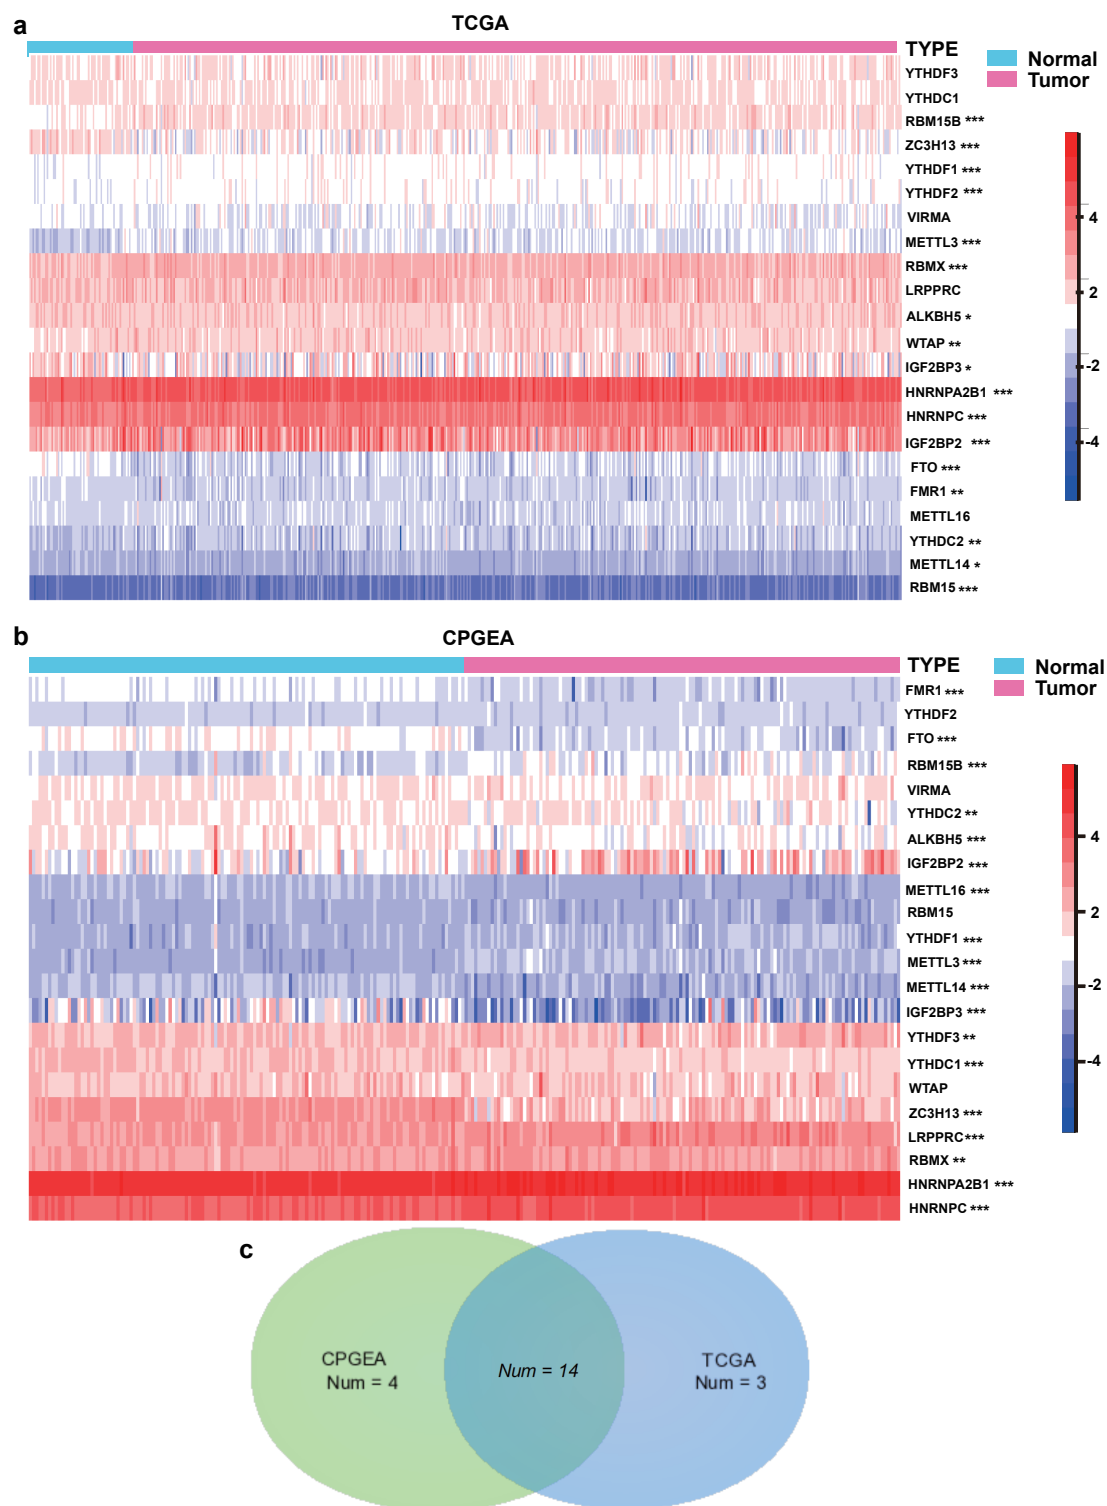 a
TCGA
TYPE
Normal
Tumor
YTHDF3
YTHDC1
RBM15B ***
ZC3H13 ***
YTHDF1 ***
YTHDF2 ***
VIRMA
METTL3 ***
RBMX ***
LRPPRC
ALKBH5 *
WTAP **
IGF2BP3 *
HNRNPA2B1 ***
HNRNPC ***
IGF2BP2 ***
FTO ***
FMR1 **
METTL16
YTHDC2 **
METTL14 *
RBM15 ***
4
2
-2
-4
b
CPGEA
TYPE
Normal
Tumor
FMR1 ***
YTHDF2
FTO ***
RBM15B ***
VIRMA
YTHDC2 **
ALKBH5 ***
IGF2BP2 ***
METTL16 ***
RBM15
YTHDF1 ***
METTL3 ***
METTL14 ***
IGF2BP3 ***
YTHDF3 **
YTHDC1 ***
WTAP
ZC3H13 ***
LRPPRC ***
RBMX **
HNRNPA2B1 ***
HNRNPC ***
4
2
-2
-4
c
CPGEA
Num = 4
Num = 14
TCGA
Num = 3